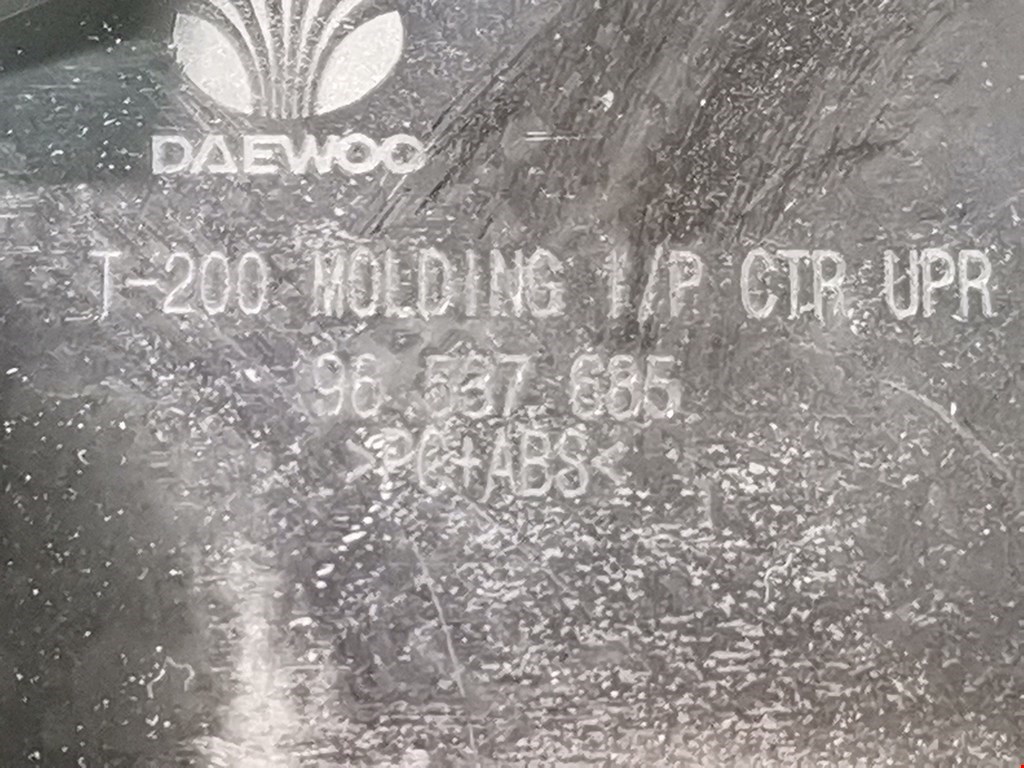 DAEWOO
T-200 MOLDING I/P CTR UPR
96 537 685
>PC+ABS<